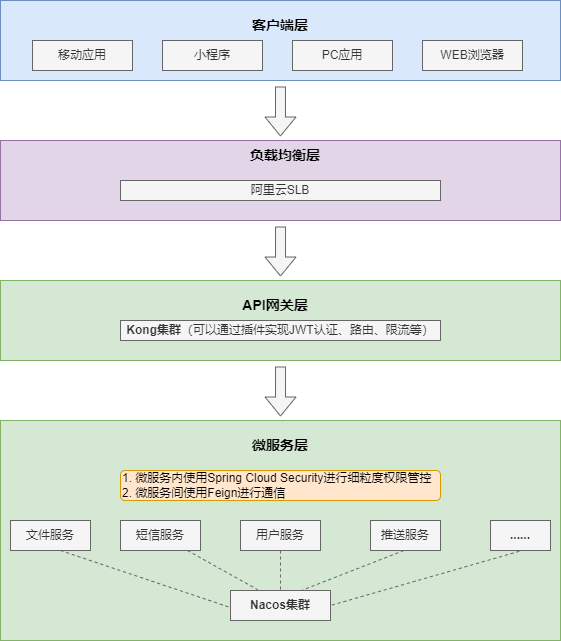 客户端层
移动应用
小程序
PC应用
WEB浏览器
负载均衡层
阿里云SLB
API网关层
Kong集群（可以通过插件实现JWT认证、路由、限流等）
微服务层
1. 微服务内使用Spring Cloud Security进行细粒度权限管控
2. 微服务间使用Feign进行通信
文件服务
短信服务
用户服务
推送服务
......
Nacos集群